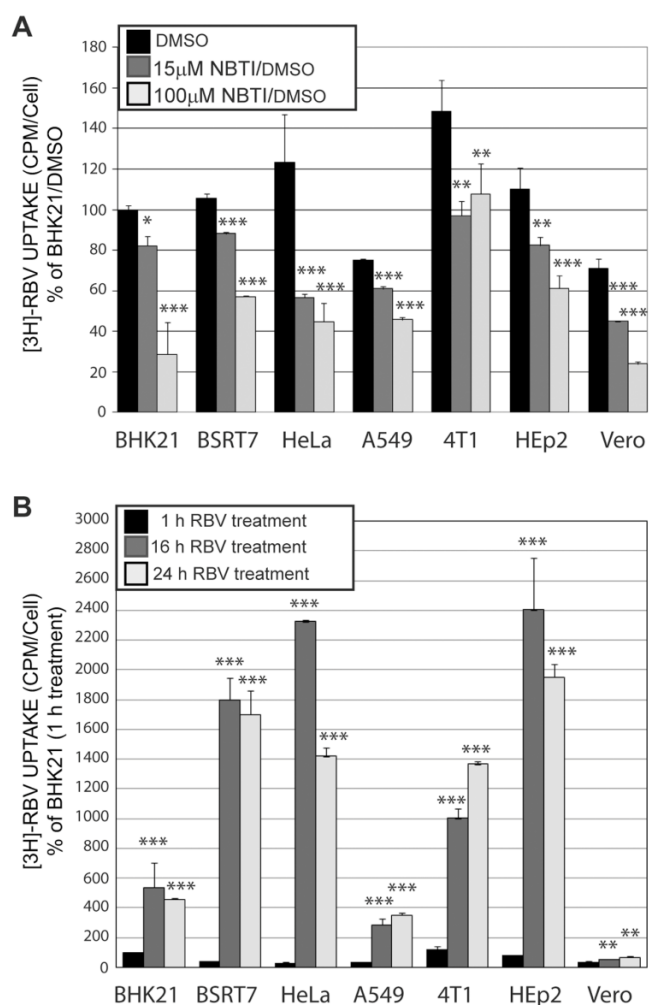 A
[3H]-RBV UPTAKE (CPM/Cell)
% of BHK21/DMSO
DMSO
15µM NBTI/DMSO
100µM NBTI/DMSO
180
160
140
120
100
80
60
40
20
0
*
***
***
***
***
***
***
***
**
**
**
***
***
***
BHK21
BSRT7
HeLa
A549
4T1
HEp2
Vero
B
[3H]-RBV UPTAKE (CPM/Cell)
% of BHK21 (1 h treatment)
1 h RBV treatment
16 h RBV treatment
24 h RBV treatment
3000
2800
2600
2400
2200
2000
1800
1600
1400
1200
1000
800
600
400
200
0
***
***
***
***
***
***
***
***
***
***
***
***
**
**
BHK21
BSRT7
HeLa
A549
4T1
HEp2
Vero